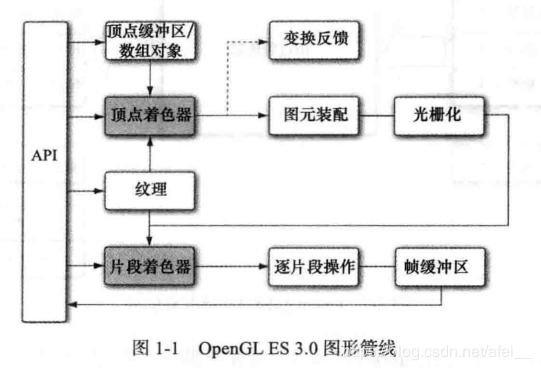 API
顶点缓冲区/
数组对象
变换反馈
顶点着色器
图元装配
光栅化
纹理
片段着色器
逐片段操作
帧缓冲区
图 1-1 OpenGL ES 3.0 图形管线
https://blog.csdn.net/afei__